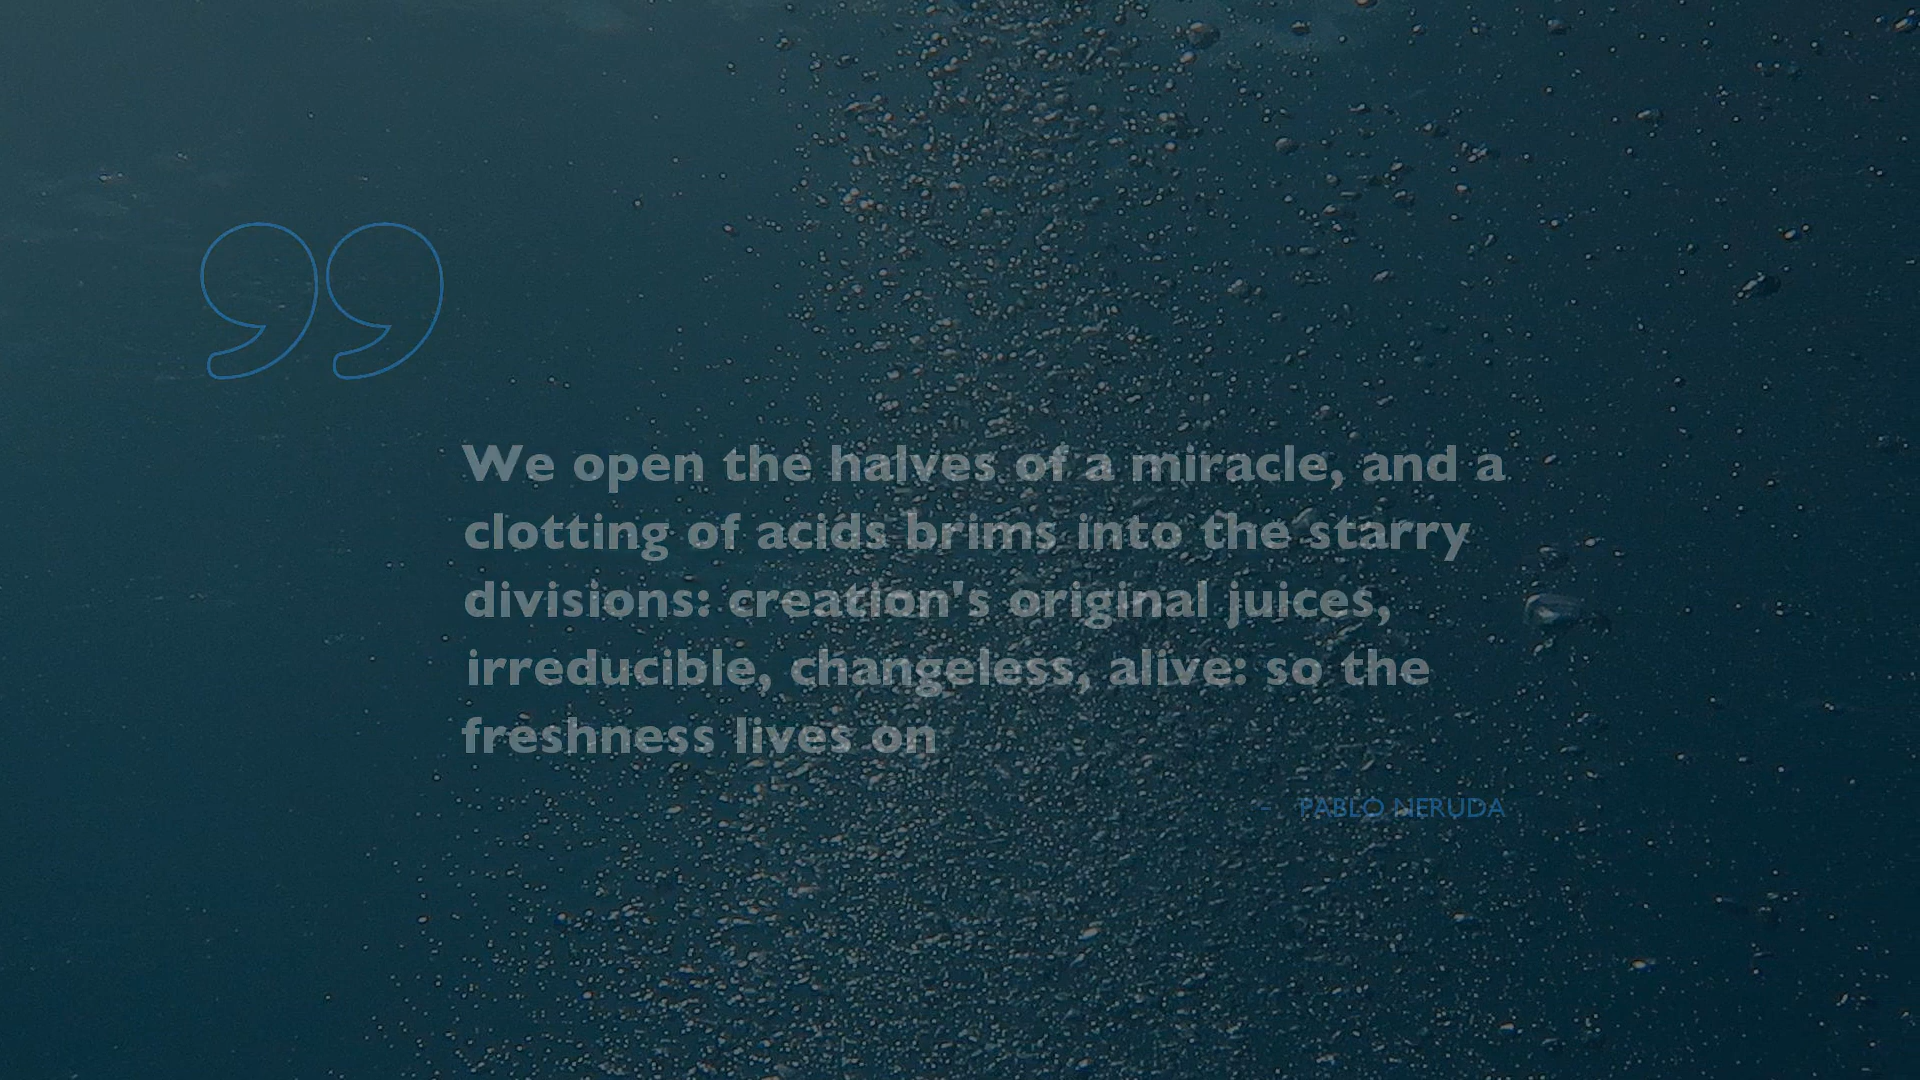 We open the halves of a miracle, and a
clotting of acids brims into the starry
divisions: creation's original juices,
irreducible, changeless, alive: so the
freshness lives on
- PABLO NERUDA